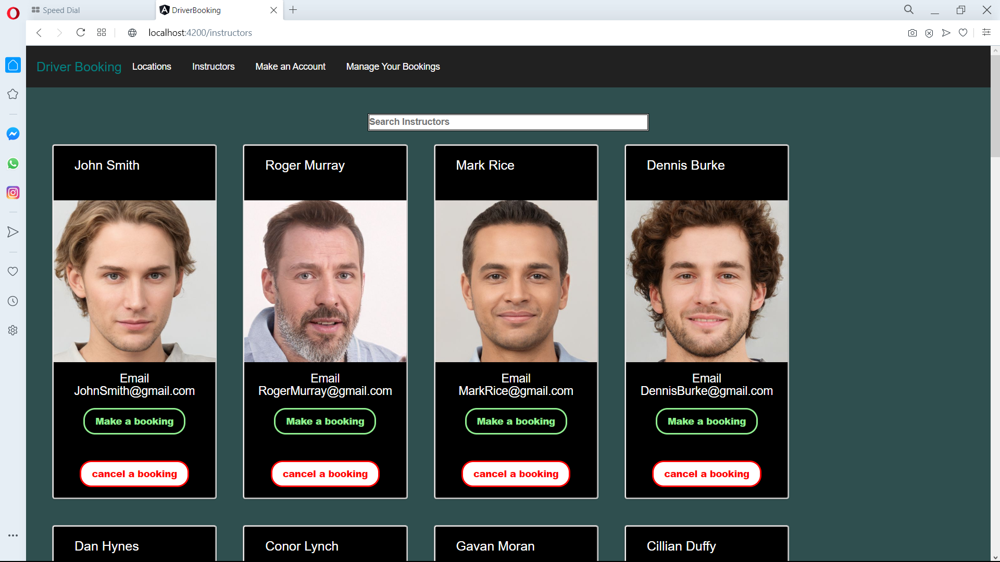 Speed Dial
DriverBooking
localhost:4200/instructors
Driver Booking Locations Instructors Make an Account Manage Your Bookings
Search Instructors
John Smith
Email
JohnSmith@gmail.com
Make a booking
cancel a booking
Roger Murray
Email
RogerMurray@gmail.com
Make a booking
cancel a booking
Mark Rice
Email
MarkRice@gmail.com
Make a booking
cancel a booking
Dennis Burke
Email
DennisBurke@gmail.com
Make a booking
cancel a booking
Dan Hynes
Conor Lynch
Gavan Moran
Cillian Duffy